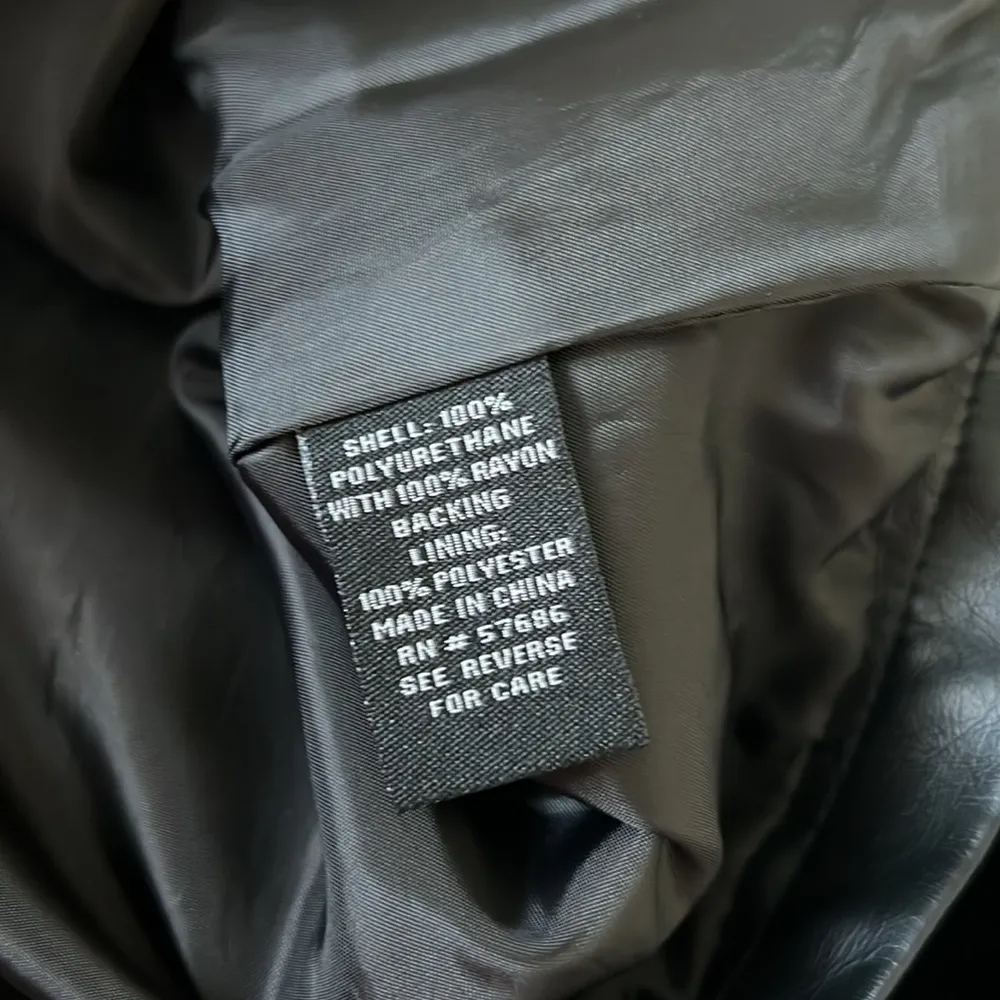 SHELL: 100%
POLYURETHANE
WITH 100% RAYON
BACKING
LINING:
100% POLYESTER
MADE IN CHINA
RN # 57686
SEE REVERSE
FOR CARE